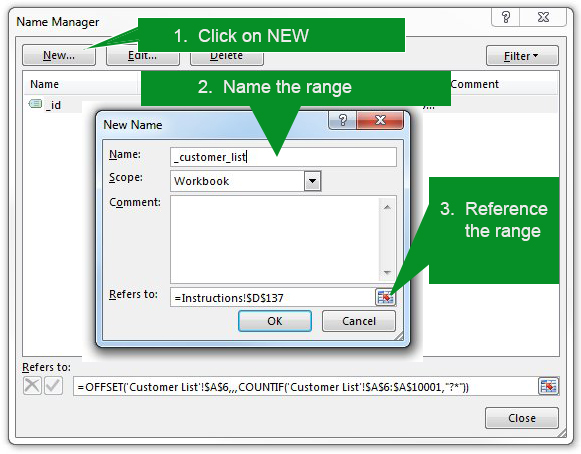 Name Manager
1. Click on NEW
New...
Edit...
Delete
Filter
Name
Comment
2. Name the range
_id
New Name
Name:
_customer_list
Scope:
Workbook
Comment:
3. Reference
the range
Refers to:
=Instructions!$D$137
OK
Cancel
Refers to:
=OFFSET('Customer List'!$A$6,,,COUNTIF('Customer List'!$A$6:$A$10001,"?*"))
Close